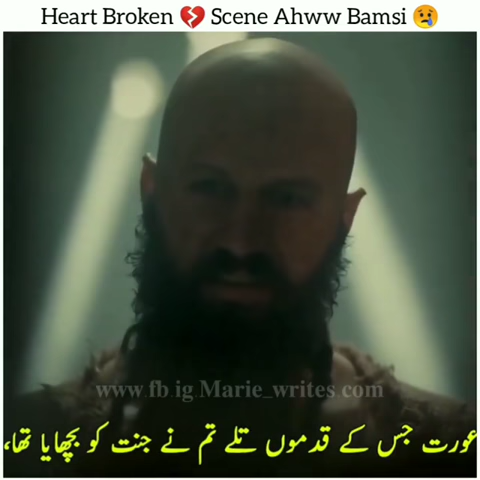 Heart Broken 💔 Scene Ahww Bamsi 😢
www.fb.ig.Marie_writes.com
عورت جس کے قدموں تلے تم نے جنت کو بچھایا تھا،